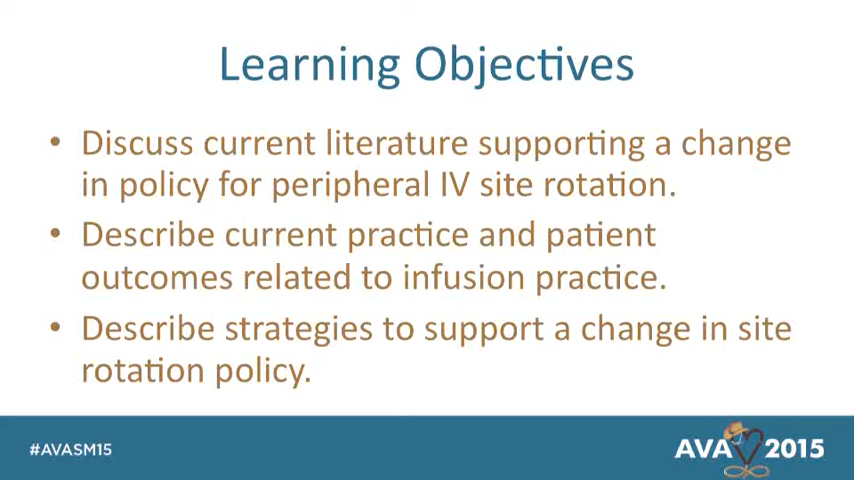 Learning Objectives
• Discuss current literature supporting a change
in policy for peripheral IV site rotation.
• Describe current practice and patient
outcomes related to infusion practice.
• Describe strategies to support a change in site
rotation policy.
#AVASM15
AVA 2015